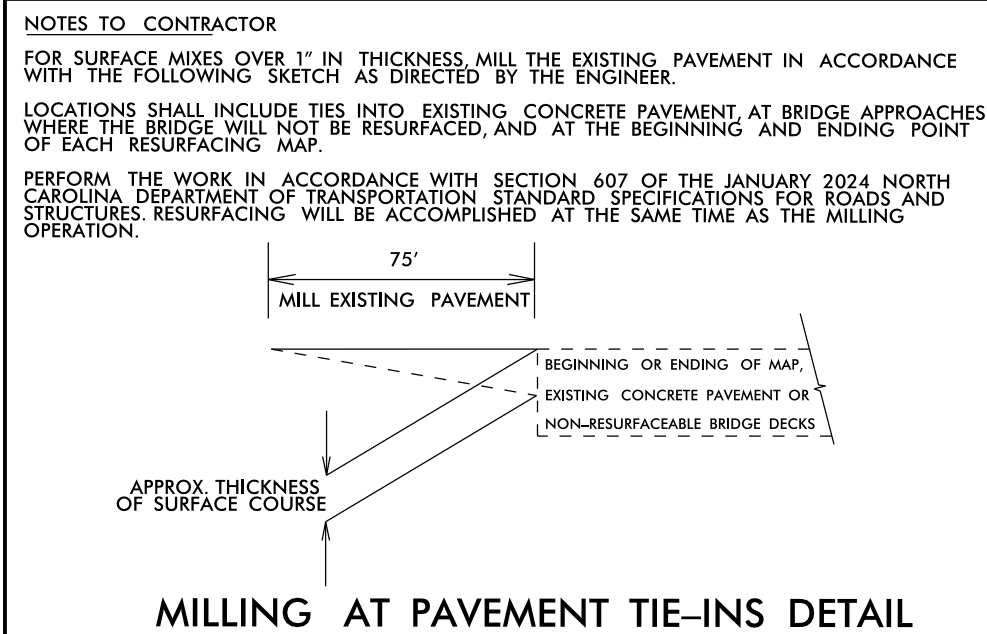 NOTES TO CONTRACTOR
FOR SURFACE MIXES OVER 1" IN THICKNESS, MILL THE EXISTING PAVEMENT IN ACCORDANCE
WITH THE FOLLOWING SKETCH AS DIRECTED BY THE ENGINEER.
LOCATIONS SHALL INCLUDE TIES INTO EXISTING CONCRETE PAVEMENT, AT BRIDGE APPROACHES
WHERE THE BRIDGE WILL NOT BE RESURFACED, AND AT THE BEGINNING AND ENDING POINT
OF EACH RESURFACING MAP.
PERFORM THE WORK IN ACCORDANCE WITH SECTION 607 OF THE JANUARY 2024 NORTH
CAROLINA DEPARTMENT OF TRANSPORTATION STANDARD SPECIFICATIONS FOR ROADS AND
STRUCTURES. RESURFACING WILL BE ACCOMPLISHED AT THE SAME TIME AS THE MILLING
OPERATION.
75'
MILL EXISTING PAVEMENT
BEGINNING OR ENDING OF MAP,
EXISTING CONCRETE PAVEMENT OR
NON–RESURFACEABLE BRIDGE DECKS
APPROX. THICKNESS
OF SURFACE COURSE
MILLING AT PAVEMENT TIE–INS DETAIL